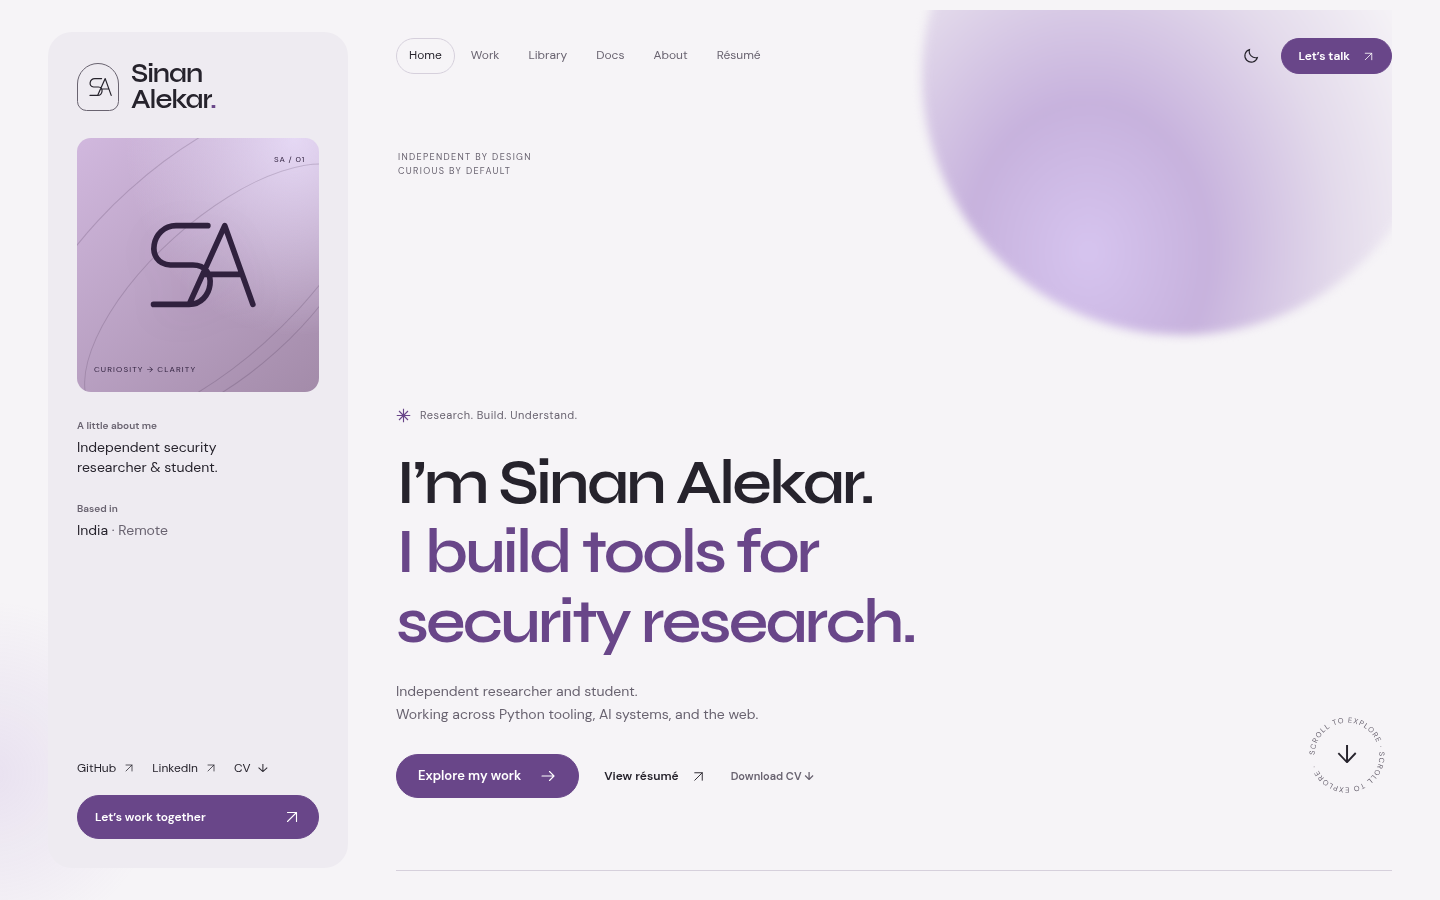 SA
Sinan
Alekar.
SA / 01
SA
CURIOSITY → CLARITY
A little about me
Independent security
researcher & student.
Based in
India · Remote
GitHub ↗ LinkedIn ↗ CV ↓
Let’s work together ↗
Home Work Library Docs About Résumé
Let’s talk ↗
INDEPENDENT BY DESIGN
CURIOUS BY DEFAULT
Research. Build. Understand.
I’m Sinan Alekar.
I build tools for
security research.
Independent researcher and student.
Working across Python tooling, AI systems, and the web.
Explore my work → View résumé ↗ Download CV ↓
SCROLL TO EXPLORE · SCROLL TO EXPLORE ·